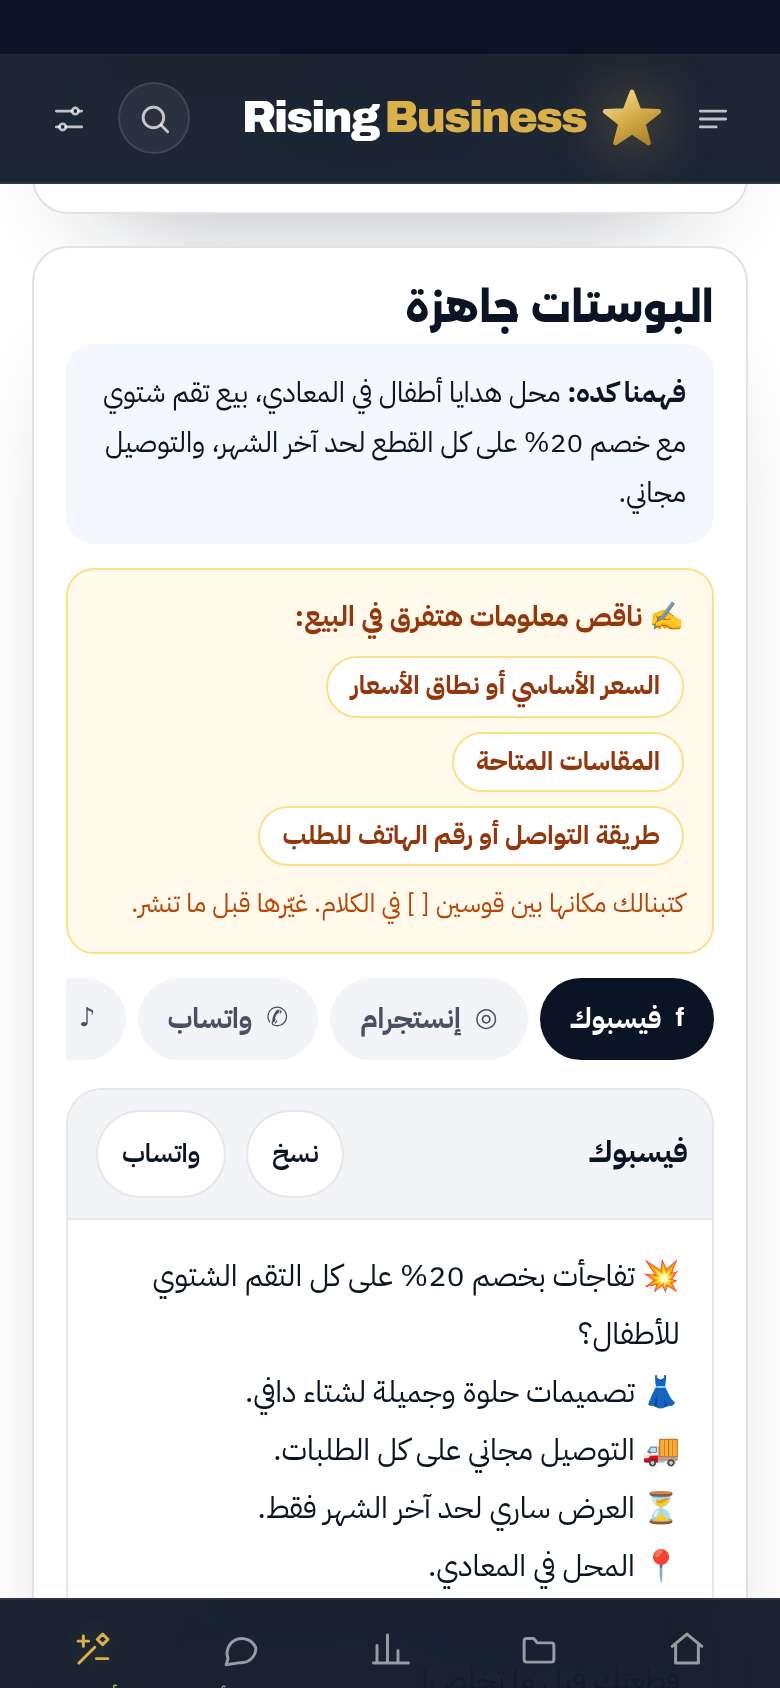 Rising Business
البوستات جاهزة
فهمنا كده: محل هدايا أطفال في المعادي، بيع تقم شتوي
مع خصم 20% على كل القطع لحد آخر الشهر، والتوصيل
مجاني.
✍️ ناقص معلومات هتفرق في البيع:
السعر الأساسي أو نطاق الأسعار
المقاسات المتاحة
طريقة التواصل أو رقم الهاتف للطلب
كتبنالك مكانها بين قوسين [ ] في الكلام. غيّرها قبل ما تنشر.
f فيسبوك
◎ إنستجرام
✆ واتساب
♪
فيسبوك
نسخ
واتساب
💥 تفاجأت بخصم 20% على كل التقم الشتوي
للأطفال؟
👗 تصميمات حلوة وجميلة لشتاء دافي.
🚚 التوصيل مجاني على كل الطلبات.
⏳ العرض ساري لحد آخر الشهر فقط.
📍 المحل في المعادي.